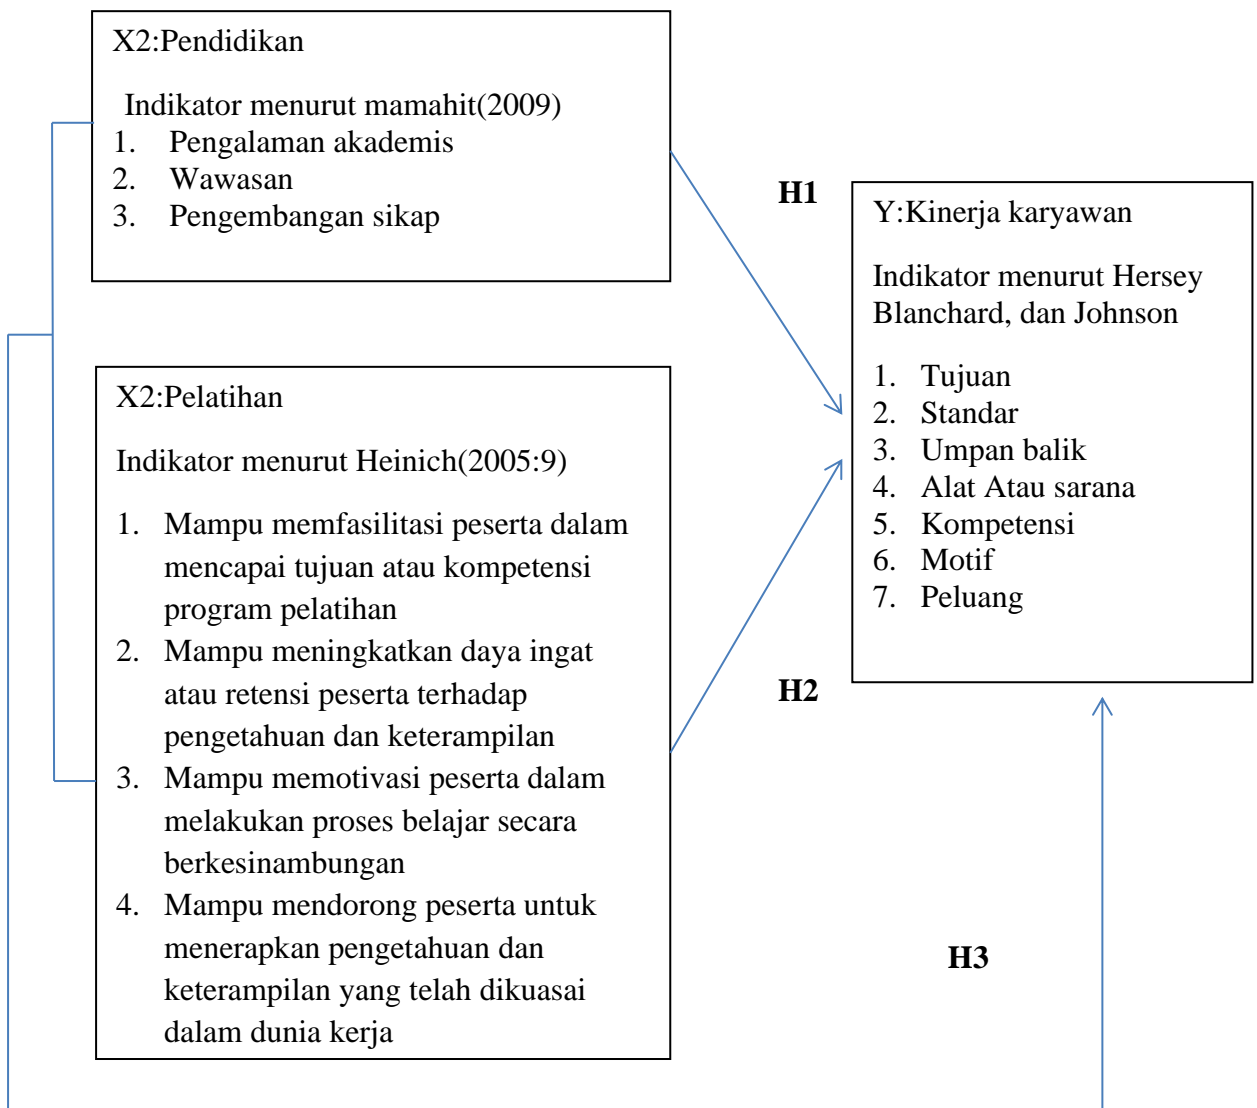 X2:Pendidikan
Indikator menurut mamahit(2009)
1. Pengalaman akademis
2. Wawasan
3. Pengembangan sikap
H1
Y:Kinerja karyawan
Indikator menurut Hersey
Blanchard, dan Johnson
1. Tujuan
2. Standar
3. Umpan balik
4. Alat Atau sarana
5. Kompetensi
6. Motif
7. Peluang
X2:Pelatihan
Indikator menurut Heinich(2005:9)
1. Mampu memfasilitasi peserta dalam
mencapai tujuan atau kompetensi
program pelatihan
2. Mampu meningkatkan daya ingat
atau retensi peserta terhadap
pengetahuan dan keterampilan
3. Mampu memotivasi peserta dalam
melakukan proses belajar secara
berkesinambungan
4. Mampu mendorong peserta untuk
menerapkan pengetahuan dan
keterampilan yang telah dikuasai
dalam dunia kerja
H2
H3